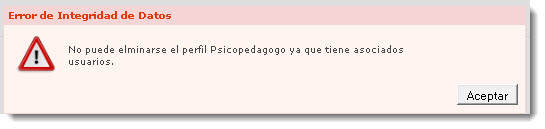 Error de Integridad de Datos
No puede elminarse el perfil Psicopedagogo ya que tiene asociados
usuarios.
Aceptar